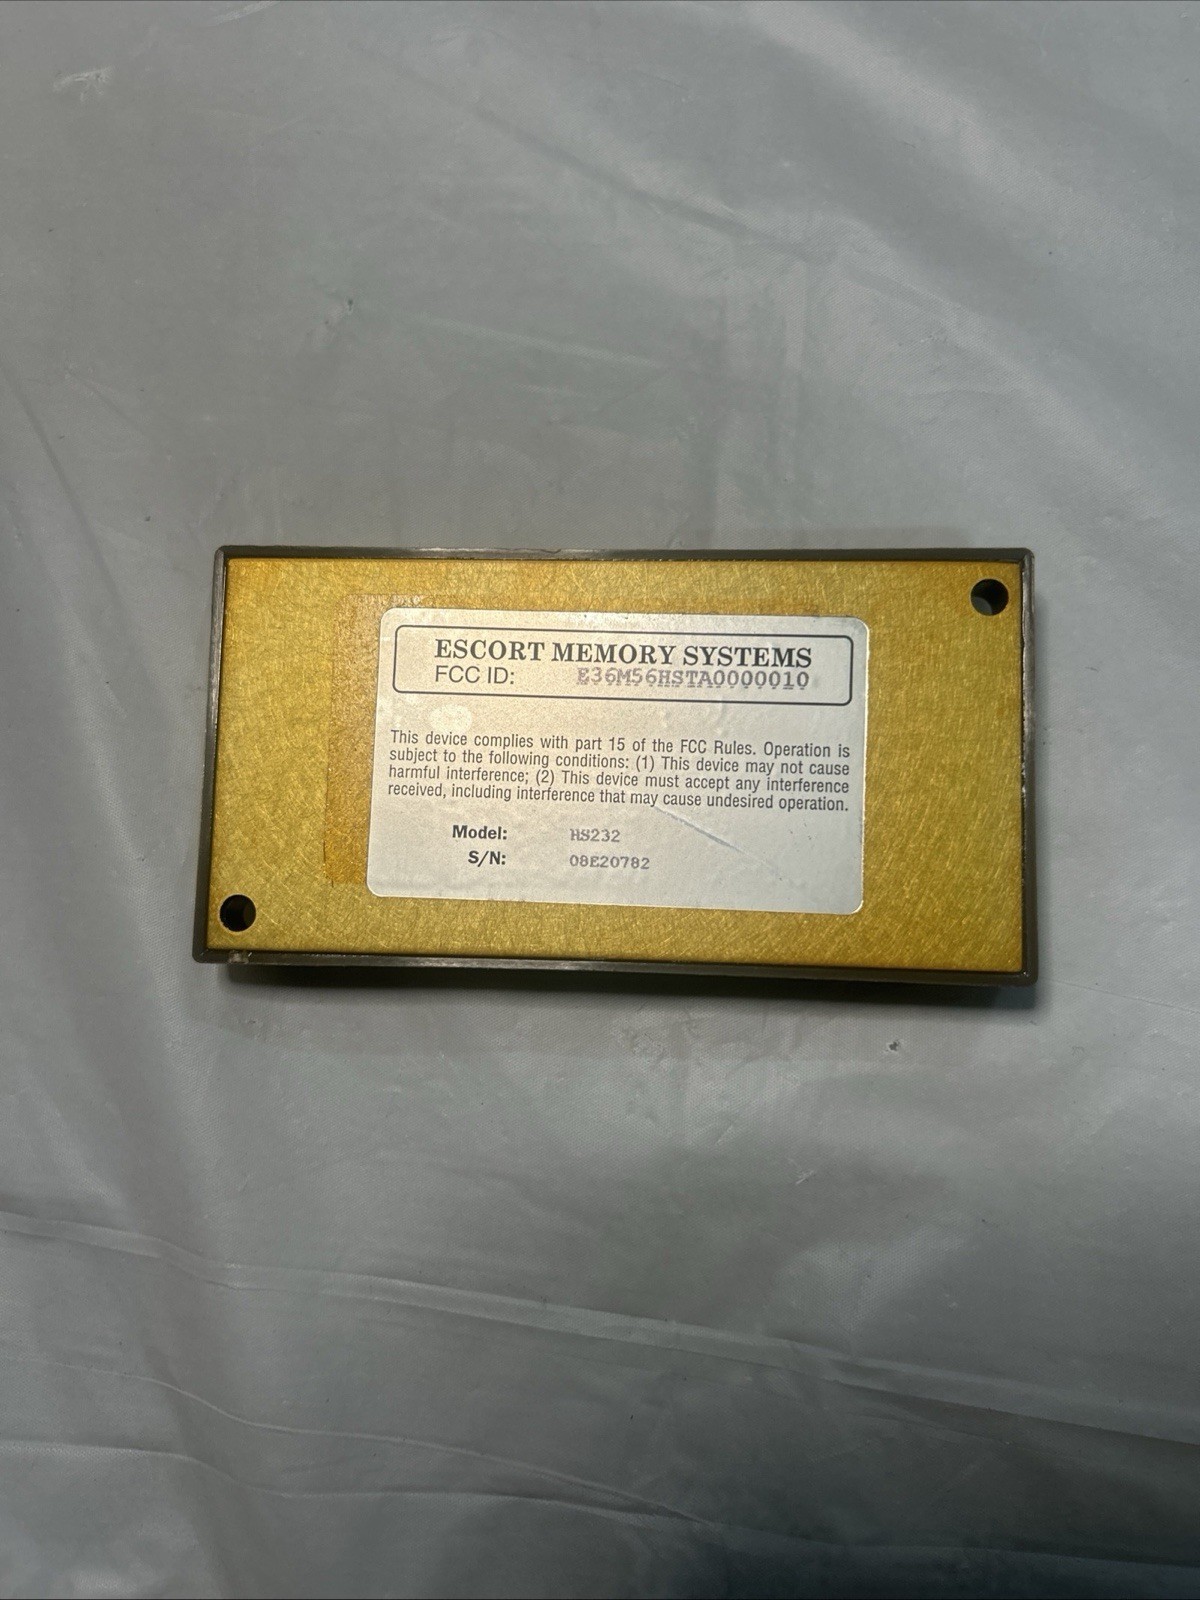 ESCORT MEMORY SYSTEMS
FCC ID: E36M56HSTA0000010
This device complies with part 15 of the FCC Rules. Operation is
subject to the following conditions: (1) This device may not cause
harmful interference; (2) This device must accept any interference
received, including interference that may cause undesired operation.
Model: HS232
S/N: 08E20782